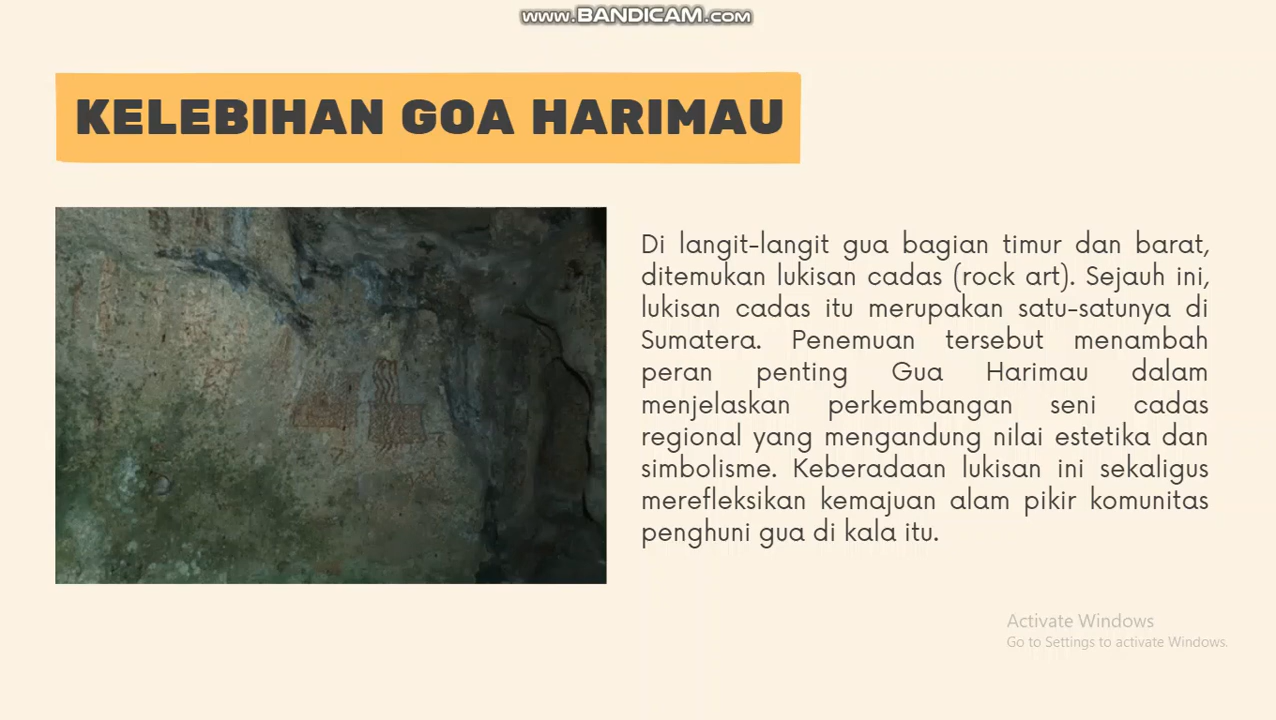 www.BANDICAM.com
KELEBIHAN GOA HARIMAU
Di langit-langit gua bagian timur dan barat,
ditemukan lukisan cadas (rock art). Sejauh ini,
lukisan cadas itu merupakan satu-satunya di
Sumatera. Penemuan tersebut menambah
peran penting Gua Harimau dalam
menjelaskan perkembangan seni cadas
regional yang mengandung nilai estetika dan
simbolisme. Keberadaan lukisan ini sekaligus
merefleksikan kemajuan alam pikir komunitas
penghuni gua di kala itu.
Activate Windows
Go to Settings to activate Windows.